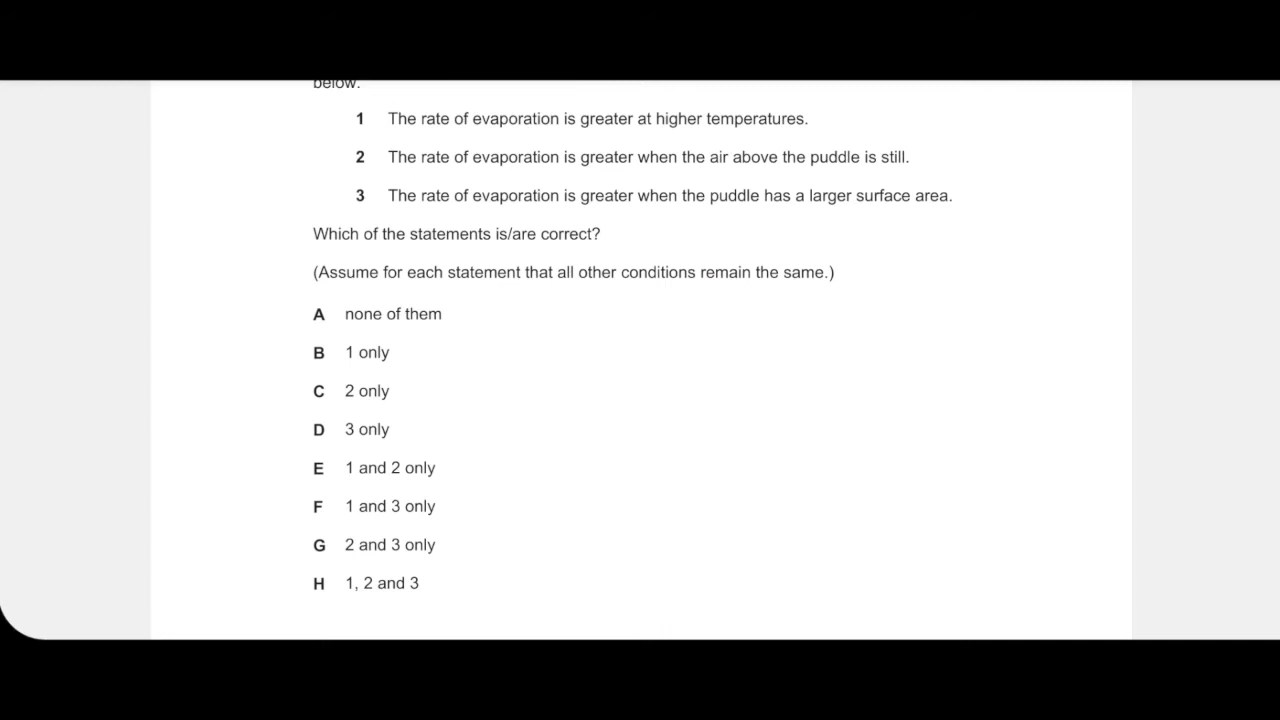 below.
1 The rate of evaporation is greater at higher temperatures.
2 The rate of evaporation is greater when the air above the puddle is still.
3 The rate of evaporation is greater when the puddle has a larger surface area.
Which of the statements is/are correct?
(Assume for each statement that all other conditions remain the same.)
A none of them
B 1 only
C 2 only
D 3 only
E 1 and 2 only
F 1 and 3 only
G 2 and 3 only
H 1, 2 and 3